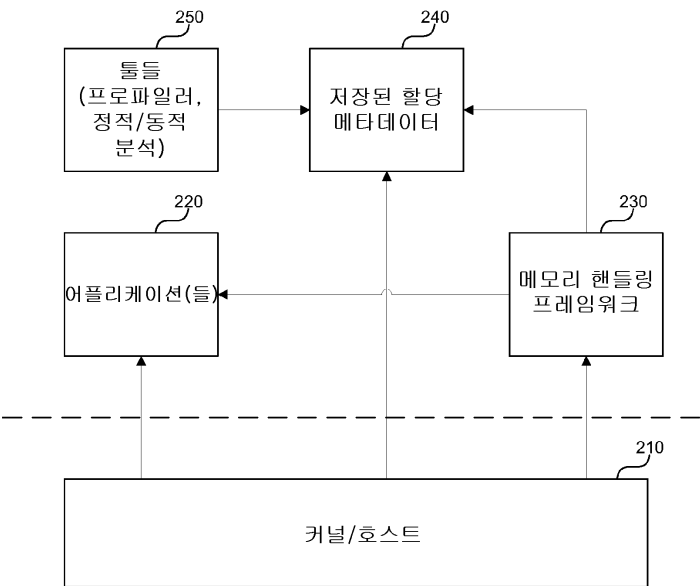 250
툴들
(프로파일러,
정적/동적
분석)
240
저장된 할당
메타데이터
220
어플리케이션(들)
230
메모리 핸들링
프레임워크
210
커널/호스트